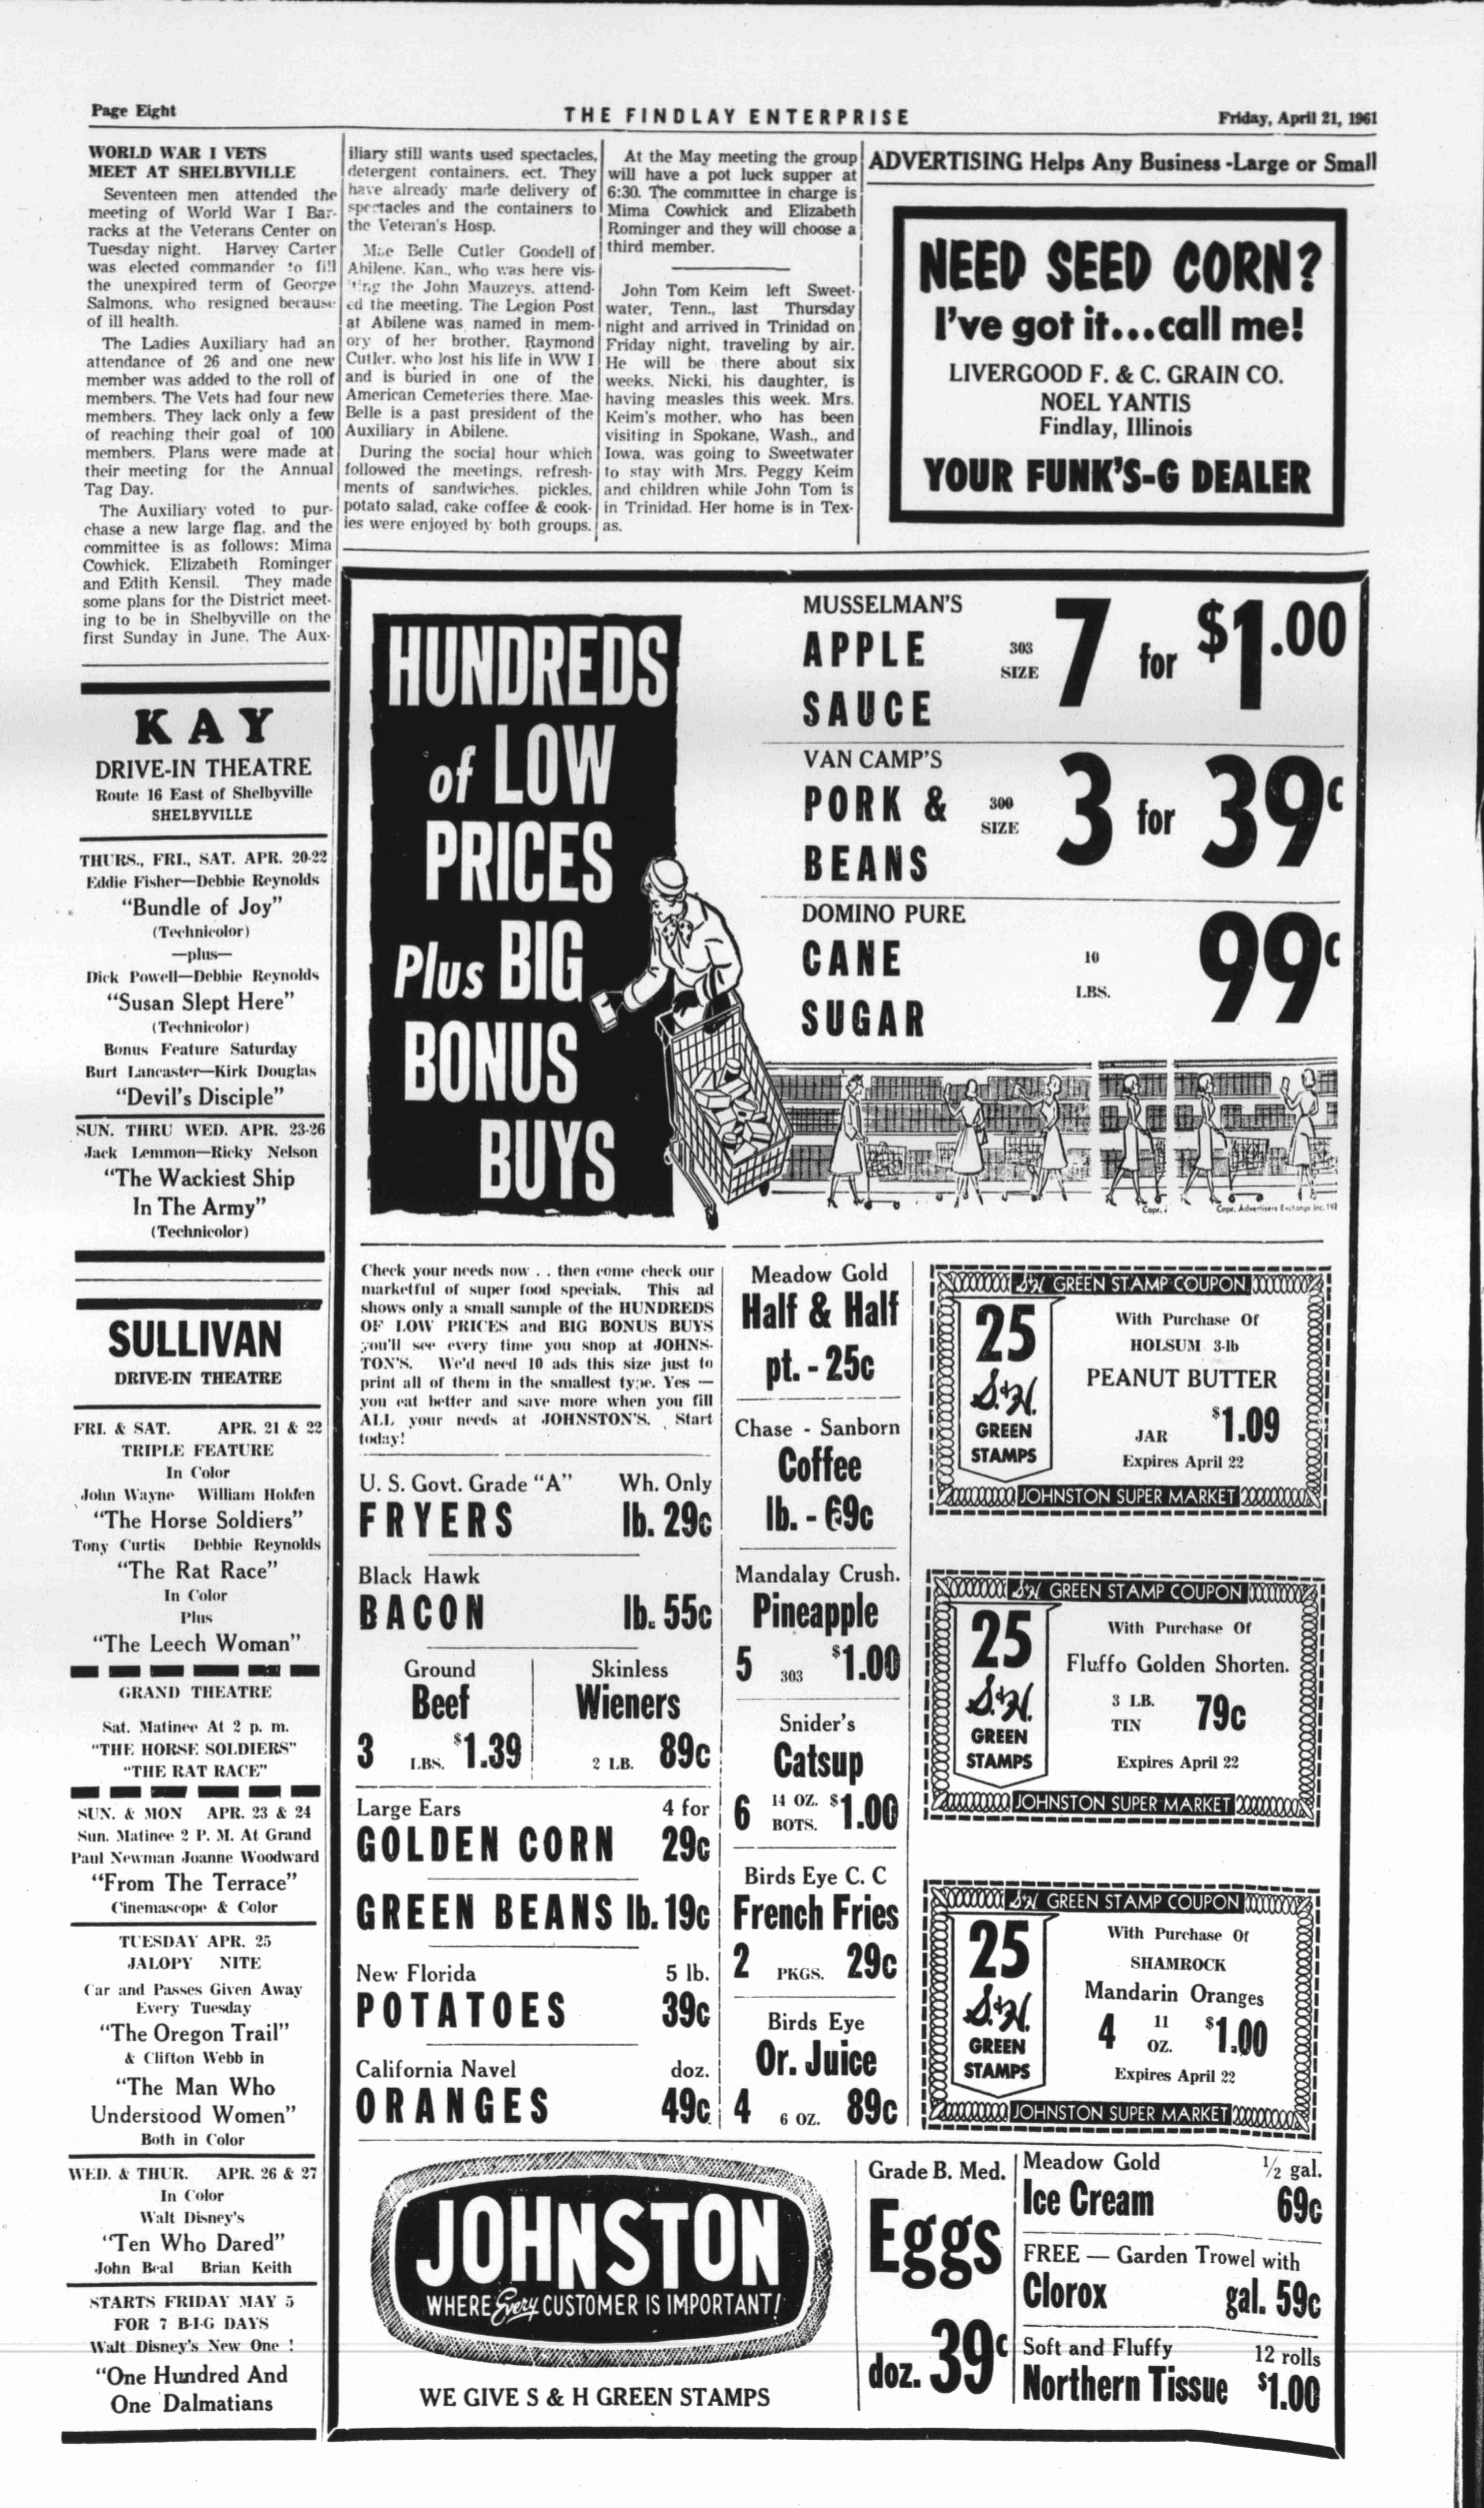 Page Eight
THE FINDLAY ENTERPRISE
Friday, April 21, 1961
WORLD WAR I VETS
MEET AT SHELBYVILLE
Seventeen men attended the
meeting of World War I Bar-
racks at the Veterans Center on
Tuesday night. Harvey Carter
was elected commander to fill
the unexpired term of George
Salmons, who resigned because
of ill health.
The Ladies Auxiliary had an
attendance of 26 and one new
member was added to the roll of
members. The Vets had four new
members. They lack only a few
of reaching their goal of 100
members. Plans were made at
their meeting for the Annual
Tag Day.
The Auxiliary voted to pur-
chase a new large flag, and the
committee is as follows: Mima
Cowhick, Elizabeth Rominger
and Edith Kensil. They made
some plans for the District meet-
ing to be in Shelbyville on the
first Sunday in June. The Aux-
iliary still wants used spectacles,
detergent containers, ect. They
have already made delivery of
spectacles and the containers to
the Veteran's Hosp.
Mae Belle Cutler Goodell of
Abilene, Kan., who was here vis-
iting the John Mauzeys, attend-
ed the meeting. The Legion Post
at Abilene was named in mem-
ory of her brother, Raymond
Cutler, who lost his life in WW I
and is buried in one of the
American Cemeteries there. Mae-
Belle is a past president of the
Auxiliary in Abilene.
During the social hour which
followed the meetings, refresh-
ments of sandwiches, pickles,
potato salad, cake coffee & cook-
ies were enjoyed by both groups.
At the May meeting the group
will have a pot luck supper at
6:30. The committee in charge is
Mima Cowhick and Elizabeth
Rominger and they will choose a
third member.
John Tom Keim left Sweet-
water, Tenn., last Thursday
night and arrived in Trinidad on
Friday night, traveling by air.
He will be there about six
weeks. Nicki, his daughter, is
having measles this week. Mrs.
Keim's mother, who has been
visiting in Spokane, Wash., and
Iowa, was going to Sweetwater
to stay with Mrs. Peggy Keim
and children while John Tom is
in Trinidad. Her home is in Tex-
as.
ADVERTISING Helps Any Business -Large or Small
NEED SEED CORN?
I've got it...call me!
LIVERGOOD F. & C. GRAIN CO.
NOEL YANTIS
Findlay, Illinois
YOUR FUNK'S-G DEALER
KAY
DRIVE-IN THEATRE
Route 16 East of Shelbyville
SHELBYVILLE
THURS., FRI., SAT. APR. 20-22
Eddie Fisher—Debbie Reynolds
"Bundle of Joy"
(Technicolor)
—plus—
Dick Powell—Debbie Reynolds
"Susan Slept Here"
(Technicolor)
Bonus Feature Saturday
Burt Lancaster—Kirk Douglas
"Devil's Disciple"
SUN. THRU WED. APR. 23-26
Jack Lemmon—Ricky Nelson
"The Wackiest Ship
In The Army"
(Technicolor)
SULLIVAN
DRIVE-IN THEATRE
FRI. & SAT. APR. 21 & 22
TRIPLE FEATURE
In Color
John Wayne William Holden
"The Horse Soldiers"
Tony Curtis Debbie Reynolds
"The Rat Race"
In Color
Plus
"The Leech Woman"
GRAND THEATRE
Sat. Matinee At 2 p. m.
"THE HORSE SOLDIERS"
"THE RAT RACE"
SUN. & MON APR. 23 & 24
Sun. Matinee 2 P. M. At Grand
Paul Newman Joanne Woodward
"From The Terrace"
Cinemascope & Color
TUESDAY APR. 25
JALOPY NITE
Car and Passes Given Away
Every Tuesday
"The Oregon Trail"
& Clifton Webb in
"The Man Who
Understood Women"
Both in Color
WED. & THUR. APR. 26 & 27
In Color
Walt Disney's
"Ten Who Dared"
John Beal Brian Keith
STARTS FRIDAY MAY 5
FOR 7 B-I-G DAYS
Walt Disney's New One !
"One Hundred And
One Dalmatians
HUNDREDS
of LOW
PRICES
Plus BIG
BONUS
BUYS
MUSSELMAN'S
APPLE
SAUCE
303
SIZE
7 for $1.00
VAN CAMP'S
PORK &
BEANS
300
SIZE
3 for 39c
DOMINO PURE
CANE
SUGAR
10
LBS.
99c
Copr.
Copr. Advertisers Exchange Inc. 161
Check your needs now . . then come check our
marketful of super food specials. This ad
shows only a small sample of the HUNDREDS
OF LOW PRICES and BIG BONUS BUYS
you'll see every time you shop at JOHNS-
TON'S. We'd need 10 ads this size just to
print all of them in the smallest type. Yes —
you eat better and save more when you fill
ALL your needs at JOHNSTON'S. Start
today!
U. S. Govt. Grade "A" Wh. Only
FRYERS lb. 29c
Black Hawk
BACON lb. 55c
Ground
Beef
3 LBS. $1.39
Skinless
Wieners
2 LB. 89c
Large Ears 4 for
GOLDEN CORN 29c
GREEN BEANS lb. 19c
New Florida 5 lb.
POTATOES 39c
California Navel doz.
ORANGES 49c
Meadow Gold
Half & Half
pt. - 25c
Chase - Sanborn
Coffee
lb. - 69c
Mandalay Crush.
Pineapple
5 303 $1.00
Snider's
Catsup
6 14 OZ. BOTS. $1.00
Birds Eye C. C
French Fries
2 PKGS. 29c
Birds Eye
Or. Juice
4 6 OZ. 89c
S&H GREEN STAMP COUPON
25
S&H
GREEN
STAMPS
With Purchase Of
HOLSUM 3-lb
PEANUT BUTTER
JAR $1.09
Expires April 22
JOHNSTON SUPER MARKET
S&H GREEN STAMP COUPON
25
S&H
GREEN
STAMPS
With Purchase Of
Fluffo Golden Shorten.
3 LB.
TIN 79c
Expires April 22
JOHNSTON SUPER MARKET
S&H GREEN STAMP COUPON
25
S&H
GREEN
STAMPS
With Purchase Of
SHAMROCK
Mandarin Oranges
4 11 OZ. $1.00
Expires April 22
JOHNSTON SUPER MARKET
JOHNSTON
WHERE Every CUSTOMER IS IMPORTANT!
WE GIVE S & H GREEN STAMPS
Grade B. Med.
Eggs
doz. 39c
Meadow Gold ½ gal.
Ice Cream 69c
FREE — Garden Trowel with
Clorox gal. 59c
Soft and Fluffy 12 rolls
Northern Tissue $1.00